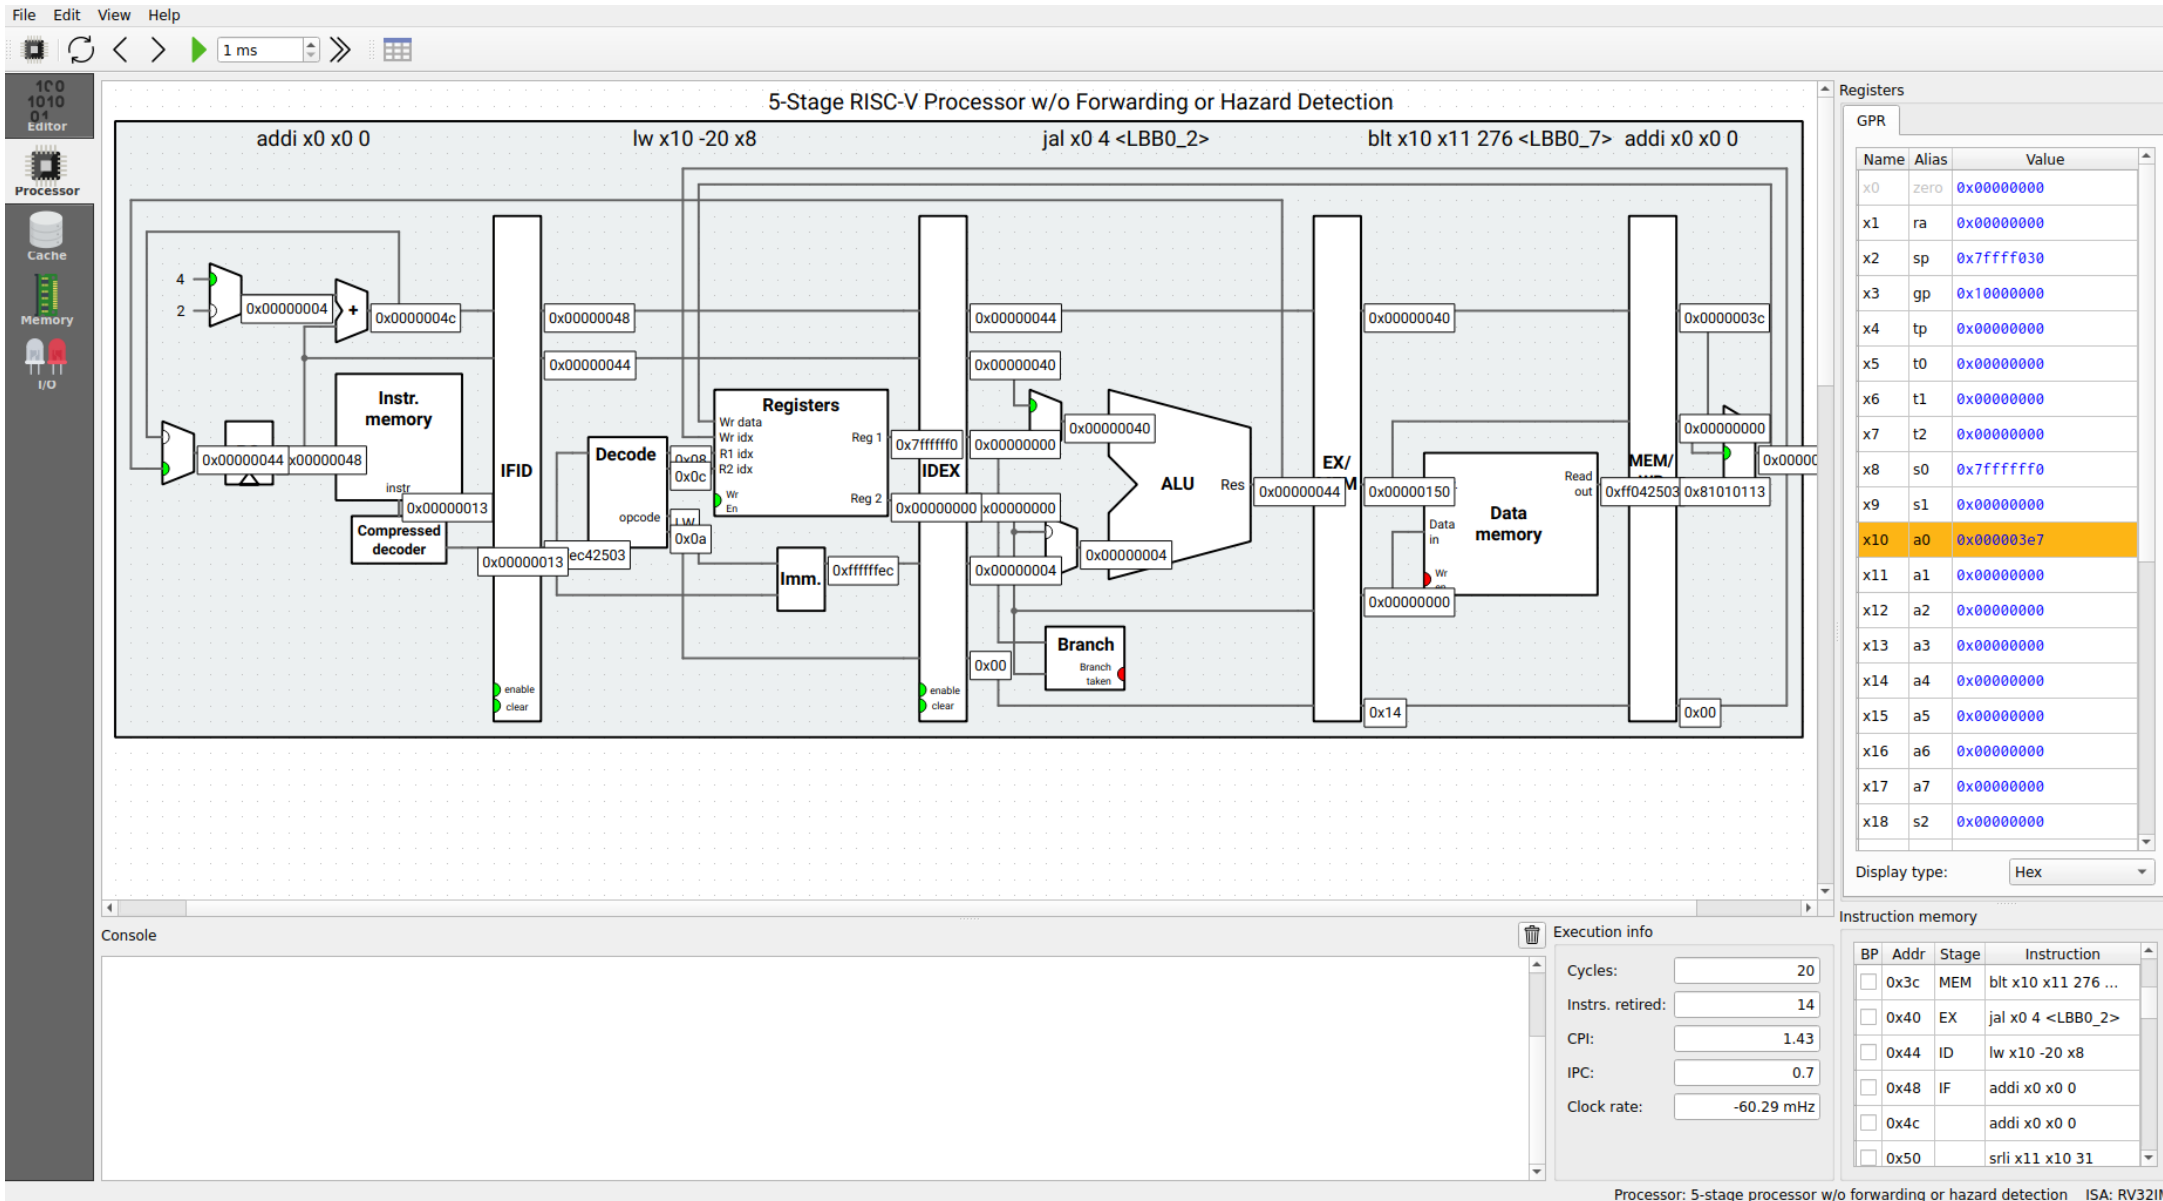 File Edit View Help
1 ms
Editor
Processor
Cache
Memory
I/O
5-Stage RISC-V Processor w/o Forwarding or Hazard Detection
addi x0 x0 0 lw x10 -20 x8 jal x0 4 <LBB0_2> blt x10 x11 276 <LBB0_7> addi x0 x0 0
4
2
0x00000004
+
0x0000004c
0x00000048
0x00000044
0x00000040
0x0000003c
0x00000044
0x00000040
Instr.
memory
instr
0x00000044
x00000048
0x00000013
Compressed
decoder
0x00000013
IFID
enable
clear
ec42503
Decode
opcode
0x08
0x0c
LW
0x0a
Registers
Wr data
Wr idx
R1 idx
R2 idx
Wr
En
Reg 1
Reg 2
0x7ffffff0
0x00000000
Imm.
0xffffffec
IDEX
enable
clear
0x00000000
x00000000
0x00000004
0x00
0x00000040
0x00000004
ALU
Res
0x00000044
Branch
Branch
taken
EX/
M
0x00000150
0x00000000
0x14
Data
memory
Data
in
Wr
Read
out
0xff042503
MEM/
0x00000000
0x81010113
0x0000
0x00
Registers
GPR
Name Alias Value
x0 zero 0x00000000
x1 ra 0x00000000
x2 sp 0x7ffff030
x3 gp 0x10000000
x4 tp 0x00000000
x5 t0 0x00000000
x6 t1 0x00000000
x7 t2 0x00000000
x8 s0 0x7ffffff0
x9 s1 0x00000000
x10 a0 0x000003e7
x11 a1 0x00000000
x12 a2 0x00000000
x13 a3 0x00000000
x14 a4 0x00000000
x15 a5 0x00000000
x16 a6 0x00000000
x17 a7 0x00000000
x18 s2 0x00000000
Display type: Hex
Console
Execution info
Cycles: 20
Instrs. retired: 14
CPI: 1.43
IPC: 0.7
Clock rate: -60.29 mHz
Instruction memory
BP Addr Stage Instruction
0x3c MEM blt x10 x11 276 ...
0x40 EX jal x0 4 <LBB0_2>
0x44 ID lw x10 -20 x8
0x48 IF addi x0 x0 0
0x4c addi x0 x0 0
0x50 srli x11 x10 31
Processor: 5-stage processor w/o forwarding or hazard detection ISA: RV32I